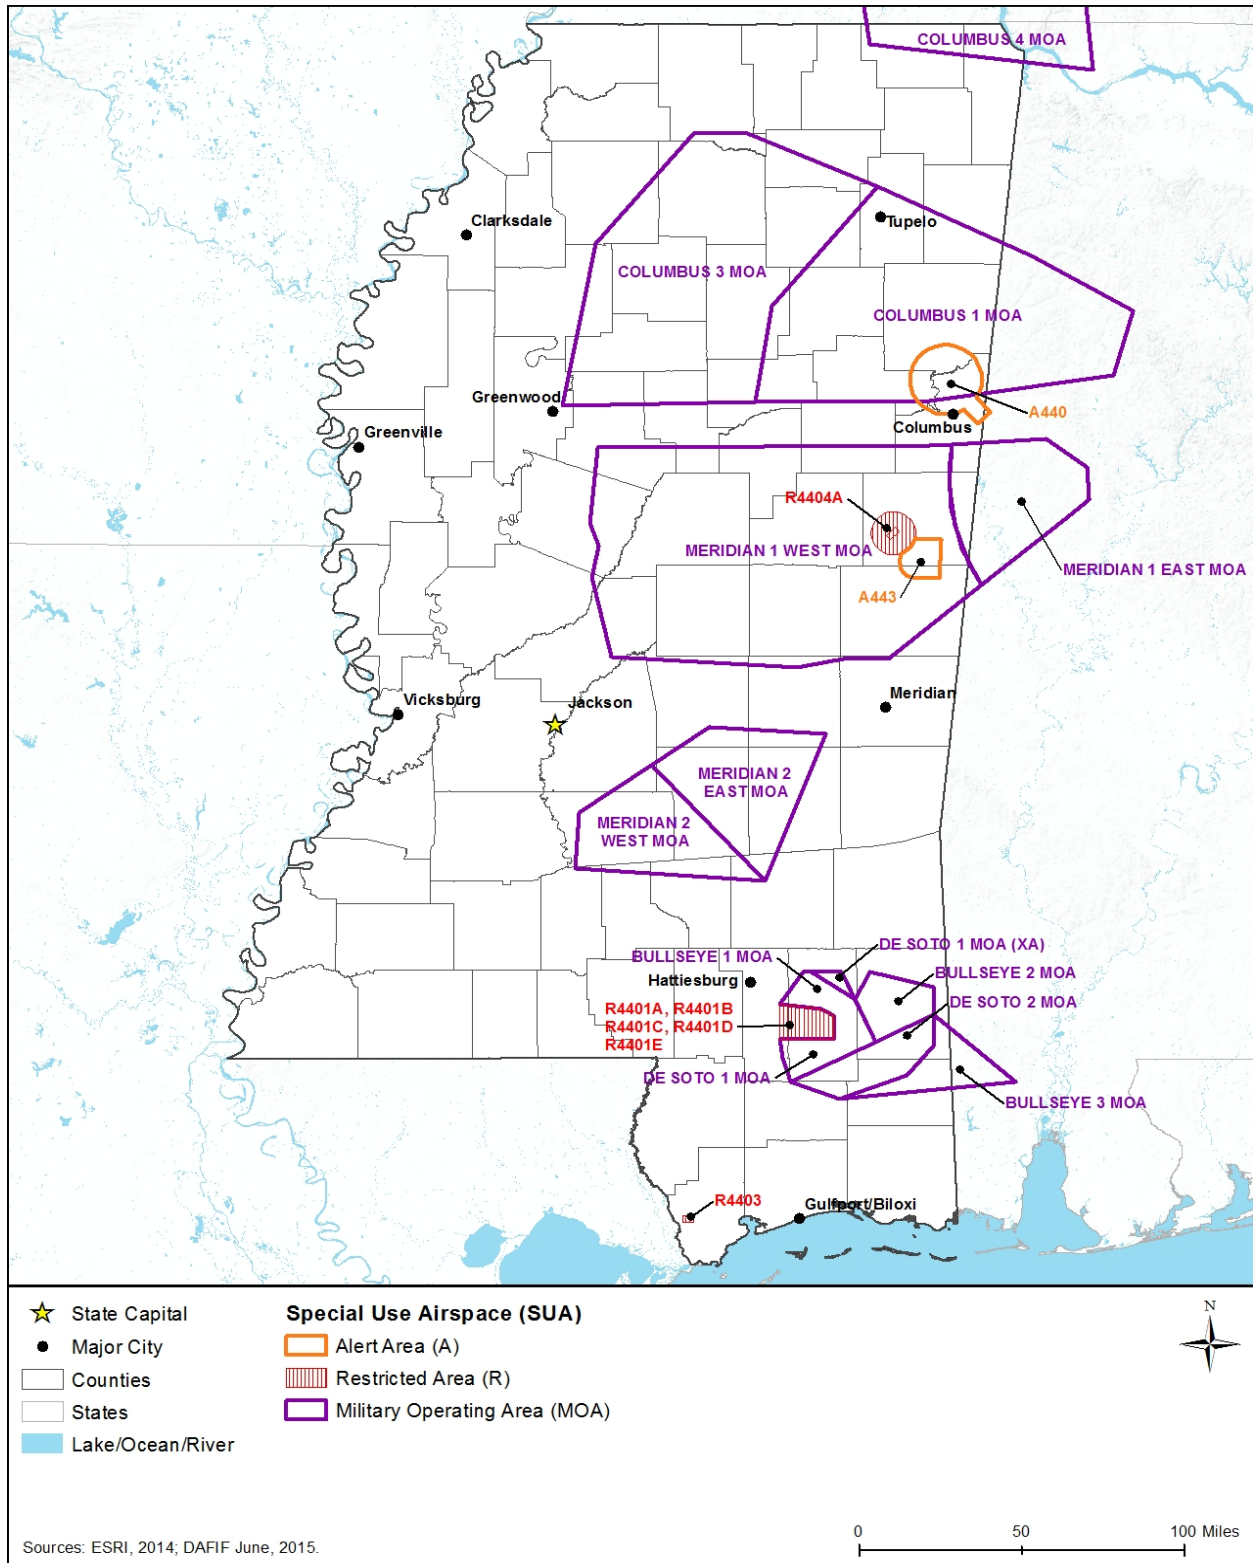 COLUMBUS 4 MOA
Clarksdale
Tupelo
COLUMBUS 3 MOA
COLUMBUS 1 MOA
Greenwood
A440
Columbus
Greenville
R4404A
MERIDIAN 1 WEST MOA
MERIDIAN 1 EAST MOA
A443
Vicksburg
Jackson
Meridian
MERIDIAN 2
EAST MOA
MERIDIAN 2
WEST MOA
DE SOTO 1 MOA (XA)
BULLSEYE 1 MOA
BULLSEYE 2 MOA
Hattiesburg
DE SOTO 2 MOA
R4401A, R4401B
R4401C, R4401D
R4401E
DE SOTO 1 MOA
BULLSEYE 3 MOA
R4403
Gulfport/Biloxi
State Capital
Major City
Counties
States
Lake/Ocean/River
Special Use Airspace (SUA)
Alert Area (A)
Restricted Area (R)
Military Operating Area (MOA)
N
0 50 100 Miles
Sources: ESRI, 2014; DAFIF June, 2015.